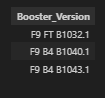 Booster_Version
F9 FT B1032.1
F9 B4 B1040.1
F9 B4 B1043.1